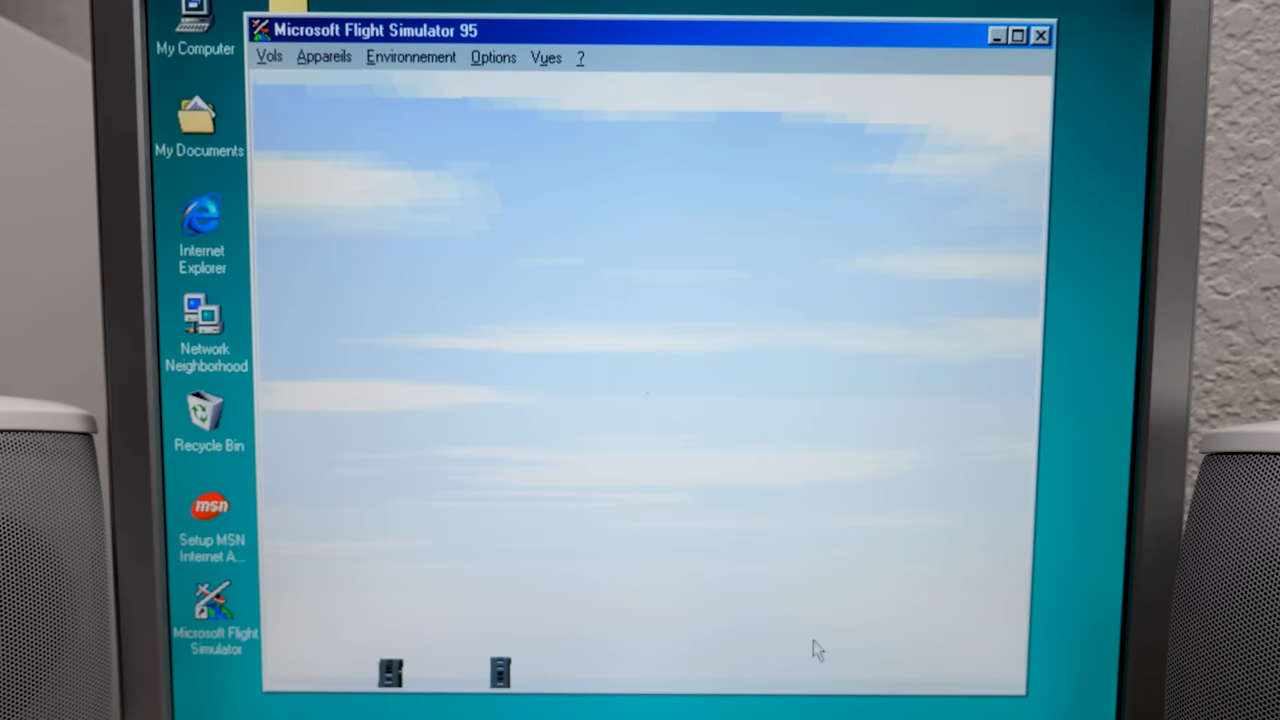 Microsoft Flight Simulator 95
Vols Appareils Environnement Options Vues ?
My Computer
My Documents
Internet
Explorer
Network
Neighborhood
Recycle Bin
msn
Setup MSN
Internet A...
Microsoft Flight
Simulator